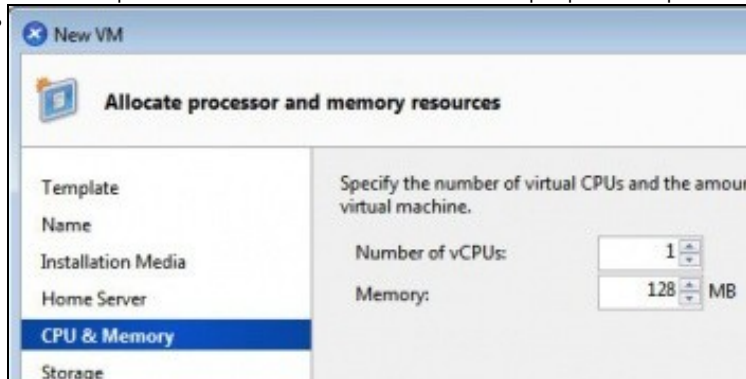 New VM
Allocate processor and memory resources
Template
Name
Installation Media
Home Server
CPU & Memory
Storage
Specify the number of virtual CPUs and the amour
virtual machine.
Number of vCPUs: 1
Memory: 128 MB